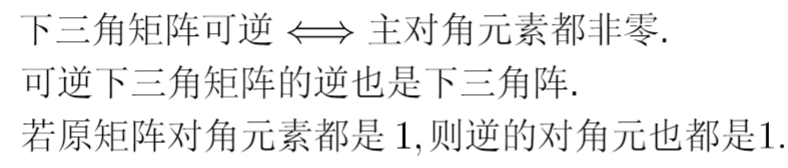 下三角矩阵可逆 ⟺ 主对角元素都非零.
可逆下三角矩阵的逆也是下三角阵.
若原矩阵对角元素都是 1,则逆的对角元也都是1.